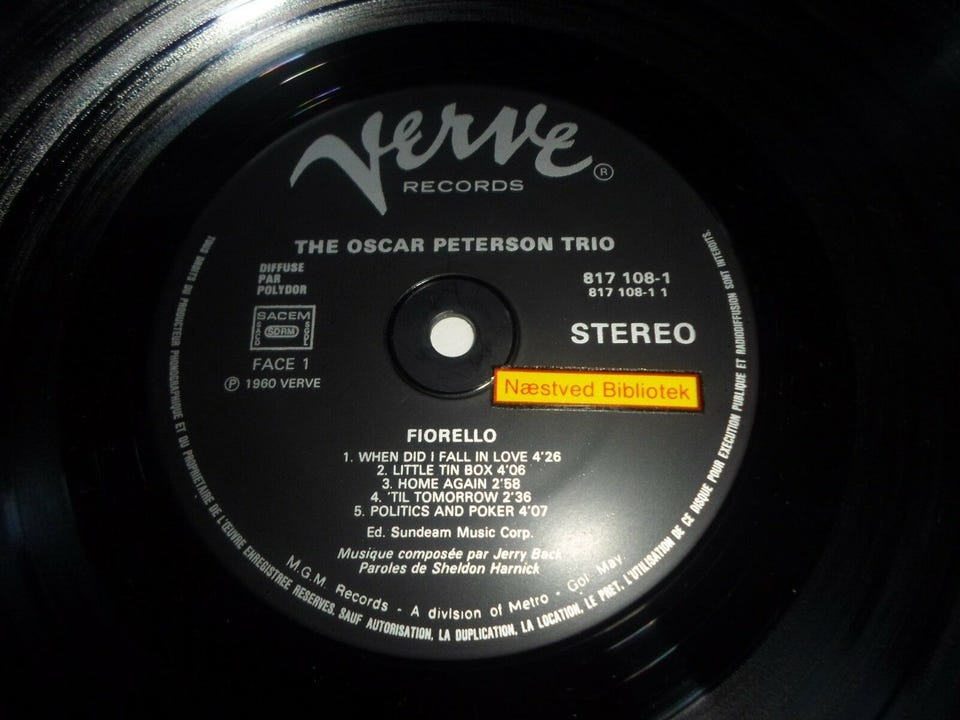 Verve
RECORDS
®
THE OSCAR PETERSON TRIO
DIFFUSE
PAR
POLYDOR
817 108-1
817 108-1 1
SACEM
SACD SDRM SGDL
STEREO
FACE 1
Ⓟ 1960 VERVE
Næstved Bibliotek
FIORELLO
1. WHEN DID I FALL IN LOVE 4'26
2. LITTLE TIN BOX 4'06
3. HOME AGAIN 2'58
4. 'TIL TOMORROW 2'36
5. POLITICS AND POKER 4'07
Ed. Sundeam Music Corp.
Musique composée par Jerry Back
Paroles de Sheldon Harnick
M.G.M. Records - A division of Metro - Gol. May.
TOUS DROITS DU PRODUCTEUR PHONOGRAPHIQUE ET DU PROPRIETAIRE DE L'ŒUVRE ENREGISTREE RESERVES. SAUF AUTORISATION, LA DUPLICATION, LA LOCATION, LE PRET, L'UTILISATION DE CE DISQUE POUR EXECUTION PUBLIQUE ET RADIODIFFUSION SONT INTERDITS.